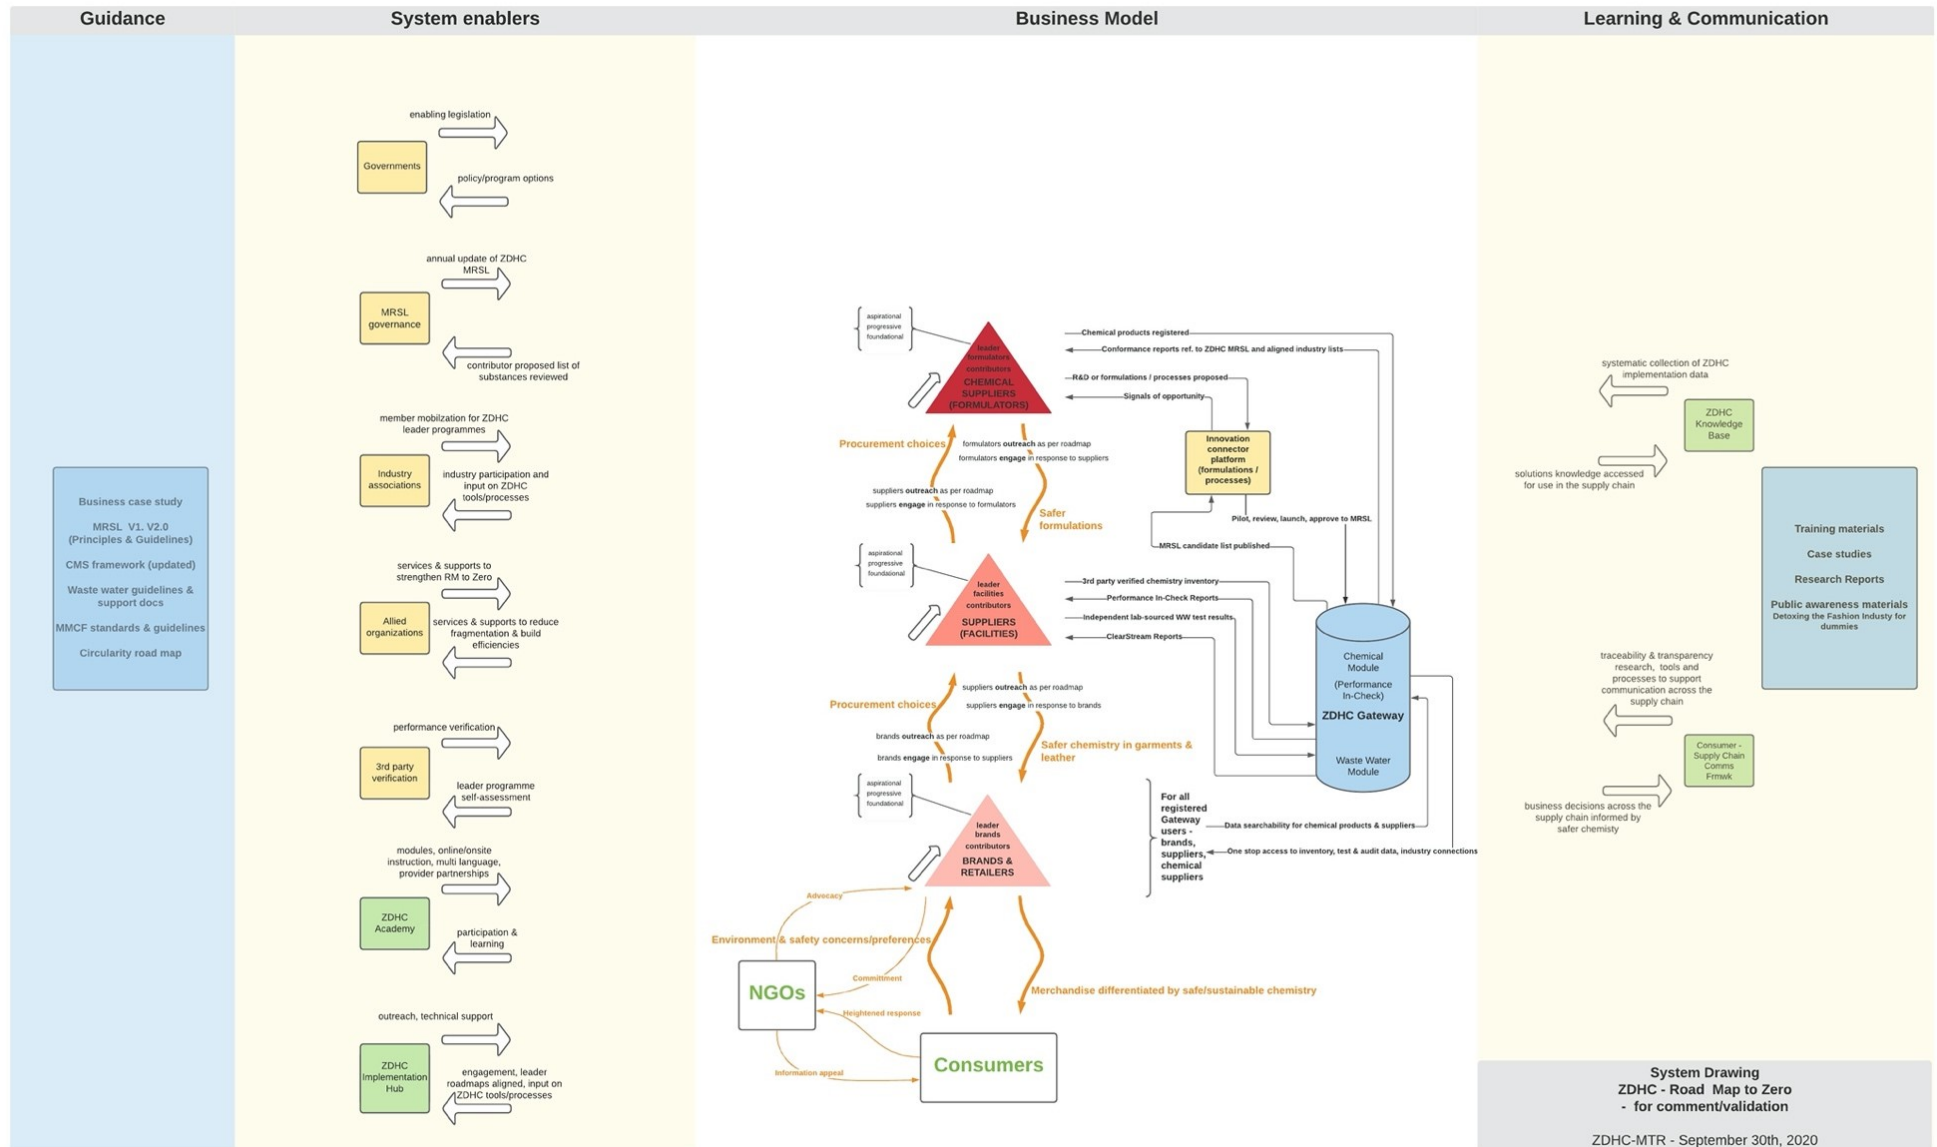 Guidance
System enablers
Business Model
Learning & Communication
Business case study
MRSL V1. V2.0
(Principles & Guidelines)
CMS framework (updated)
Waste water guidelines &
support docs
MMCF standards & guidelines
Circularity road map
enabling legislation
Governments
policy/program options
annual update of ZDHC
MRSL
MRSL
governance
contributor proposed list of
substances reviewed
member mobilzation for ZDHC
leader programmes
Industry
associations
industry participation and
input on ZDHC
tools/processes
services & supports to
strengthen RM to Zero
Allied
organizations
services & supports to reduce
fragmentation & build
efficiencies
performance verification
3rd party
verification
leader programme
self-assessment
modules, online/onsite
instruction, multi language,
provider partnerships
ZDHC
Academy
participation &
learning
outreach, technical support
ZDHC
Implementation
Hub
engagement, leader
roadmaps aligned, input on
ZDHC tools/processes
aspirational
progressive
foundational
leader
formulators
contributors
CHEMICAL
SUPPLIERS
(FORMULATORS)
Chemical products registered
Conformance reports ref. to ZDHC MRSL and aligned industry lists
R&D or formulations / processes proposed
Signals of opportunity
Procurement choices
formulators outreach as per roadmap
formulators engage in response to suppliers
suppliers outreach as per roadmap
suppliers engage in response to formulators
Safer
formulations
Innovation
connector
platform
(formulations /
processes)
Pilot, review, launch, approve to MRSL
MRSL candidate list published
aspirational
progressive
foundational
leader
facilities
contributors
SUPPLIERS
(FACILITIES)
3rd party verified chemistry inventory
Performance In-Check Reports
Independent lab-sourced WW test results
ClearStream Reports
Chemical
Module
(Performance
In-Check)
ZDHC Gateway
Waste Water
Module
Procurement choices
suppliers outreach as per roadmap
suppliers engage in response to brands
brands outreach as per roadmap
brands engage in response to suppliers
Safer chemistry in garments &
leather
aspirational
progressive
foundational
leader
brands
contributors
BRANDS &
RETAILERS
For all
registered
Gateway
users -
brands,
suppliers,
chemical
suppliers
Data searchability for chemical products & suppliers
One stop access to inventory, test & audit data, industry connections
Advocacy
Environment & safety concerns/preferences
NGOs
Commitment
Heightened response
Information appeal
Merchandise differentiated by safe/sustainable chemistry
Consumers
systematic collection of ZDHC
implementation data
ZDHC
Knowledge
Base
solutions knowledge accessed
for use in the supply chain
Training materials
Case studies
Research Reports
Public awareness materials
Detoxing the Fashion Industy for
dummies
traceability & transparency
research, tools and
processes to support
communication across the
supply chain
Consumer -
Supply Chain
Comms
Frmwk
business decisions across the
supply chain informed by
safer chemisty
System Drawing
ZDHC - Road Map to Zero
- for comment/validation
ZDHC-MTR - September 30th, 2020